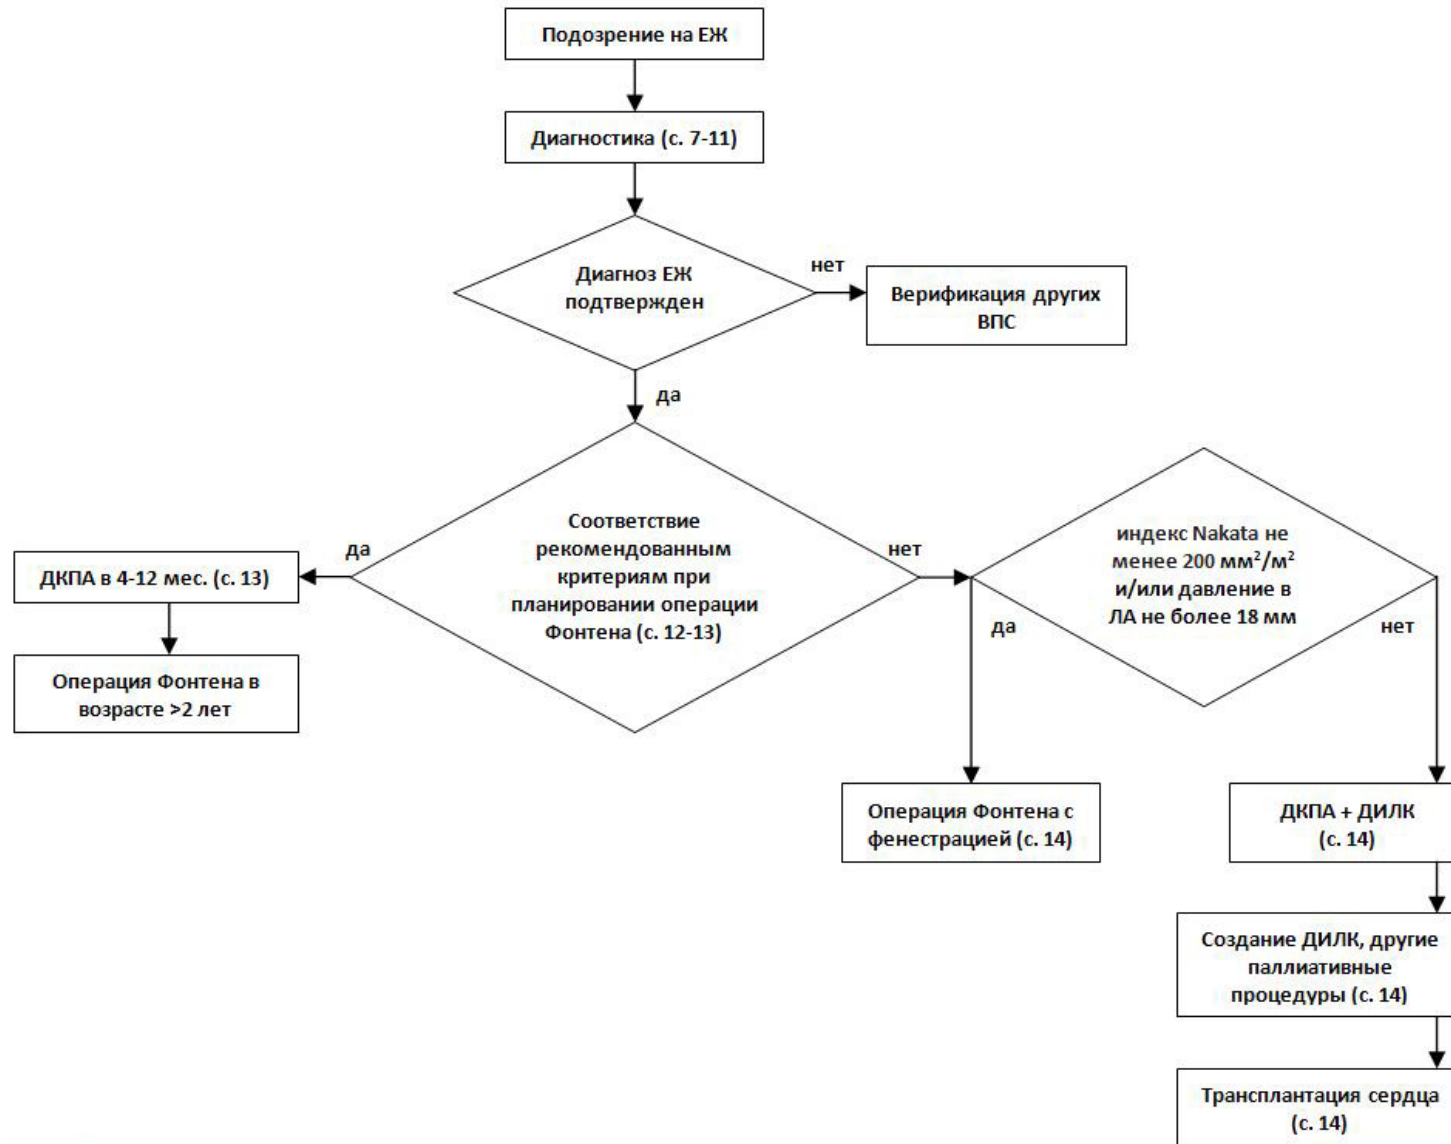 Подозрение на ЕЖ
Диагностика (с. 7-11)
Диагноз ЕЖ
подтвержден
нет
Верификация других
ВПС
да
Соответствие
рекомендованным
критериям при
планировании операции
Фонтена (с. 12-13)
да
ДКПА в 4-12 мес. (с. 13)
Операция Фонтена в
возрасте >2 лет
нет
индекс Nakata не
менее 200 мм²/м²
и/или давление в
ЛА не более 18 мм
да
нет
Операция Фонтена с
фенестрацией (с. 14)
ДКПА + ДИЛК
(с. 14)
Создание ДИЛК, другие
паллиативные
процедуры (с. 14)
Трансплантация сердца
(с. 14)